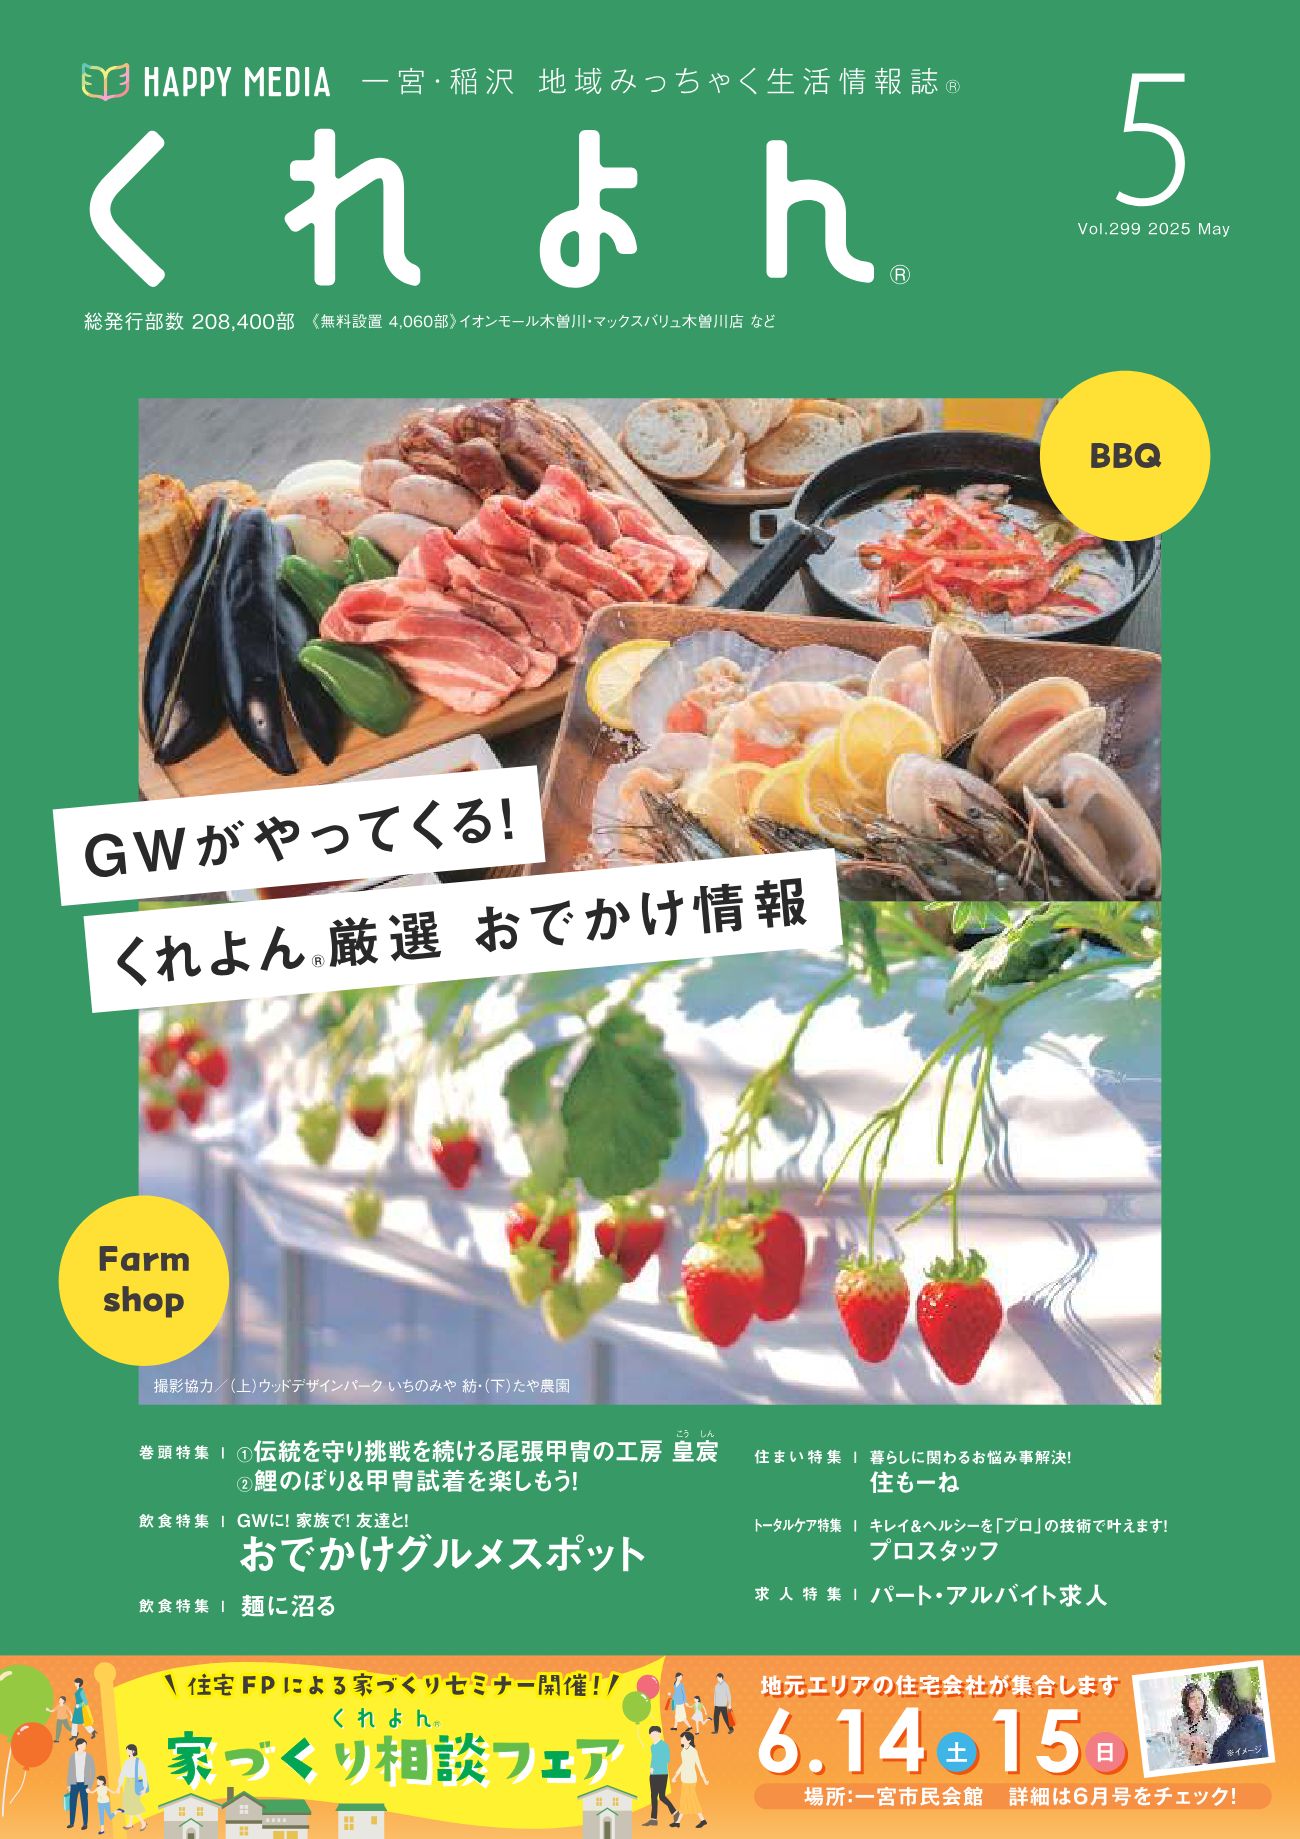 HAPPY MEDIA 一宮・稲沢 地域みっちゃく生活情報誌®
くれよん®
5
Vol.299 2025 May
総発行部数 208,400部 《無料設置 4,060部》イオンモール木曽川・マックスバリュ木曽川店 など
BBQ
GWがやってくる!
くれよん®厳選 おでかけ情報
Farm
shop
撮影協力／(上)ウッドデザインパーク いちのみや 紡・(下)たや農園
こう しん
巻頭特集 | ①伝統を守り挑戦を続ける尾張甲冑の工房 皇宸
②鯉のぼり&甲冑試着を楽しもう!
飲食特集 | GWに! 家族で! 友達と!
おでかけグルメスポット
飲食特集 | 麺に沼る
住まい特集 | 暮らしに関わるお悩み事解決!
住もーね
トータルケア特集 | キレイ&ヘルシーを「プロ」の技術で叶えます!
プロスタッフ
求人特集 | パート・アルバイト求人
\ 住宅FPによる家づくりセミナー開催! /
くれよん®
家づくり相談フェア
地元エリアの住宅会社が集合します
6.14土 15日
※イメージ
場所:一宮市民会館 詳細は6月号をチェック!